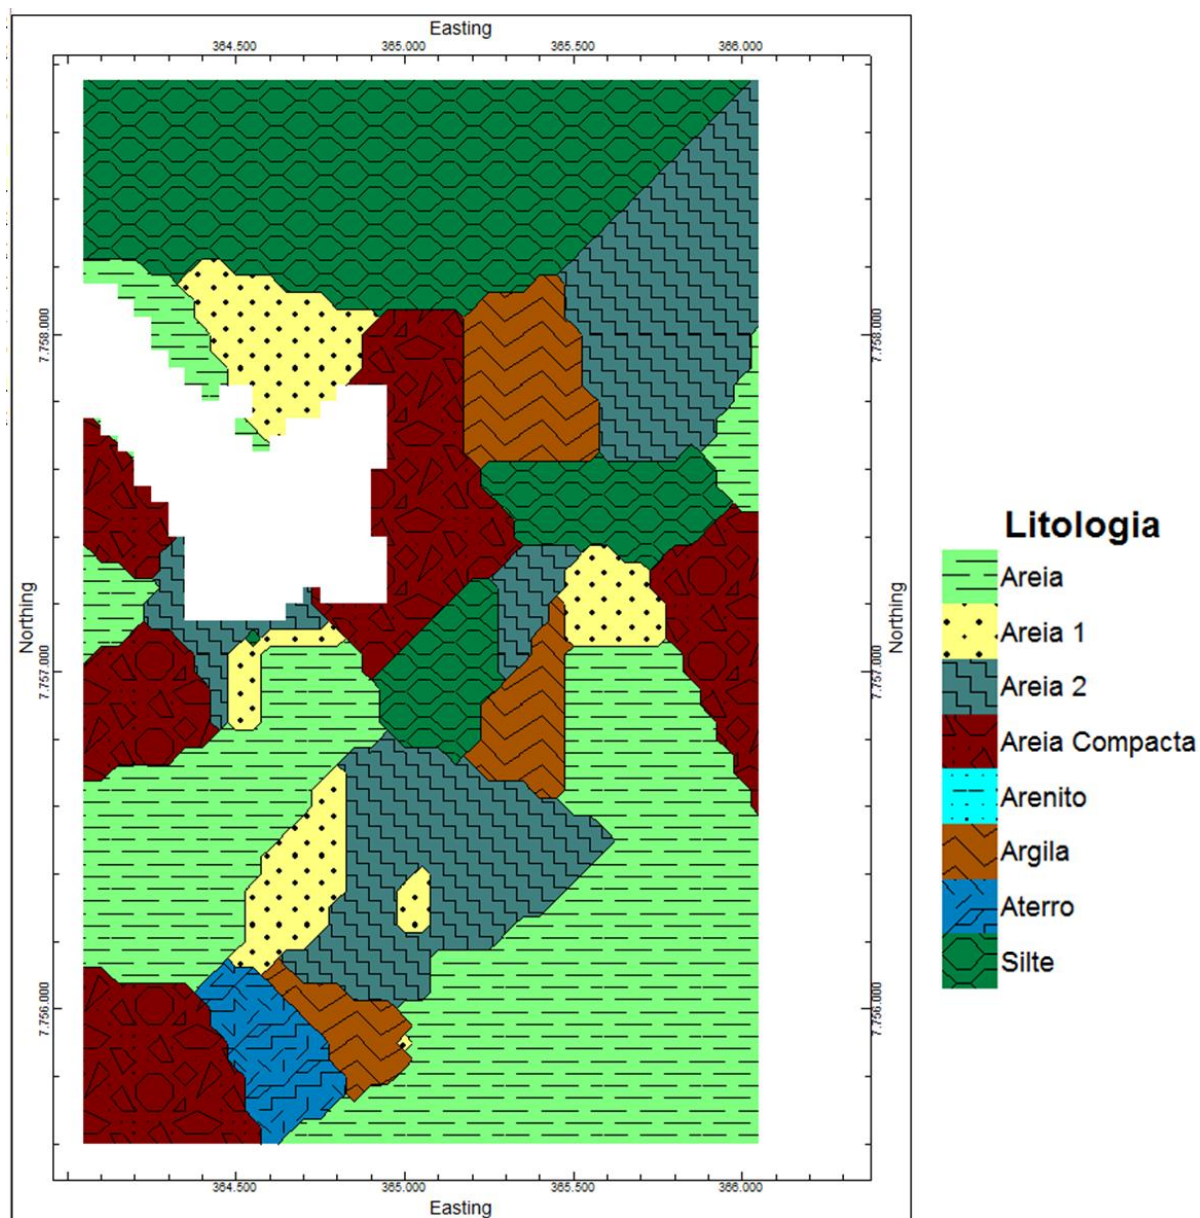 Easting
364.500 365.000 365.500 366.000
Northing
7.758.000
7.757.000
7.756.000
Northing
7.758.000
7.757.000
7.756.000
364.500 365.000 365.500 366.000
Easting
Litologia
Areia
Areia 1
Areia 2
Areia Compacta
Arenito
Argila
Aterro
Silte